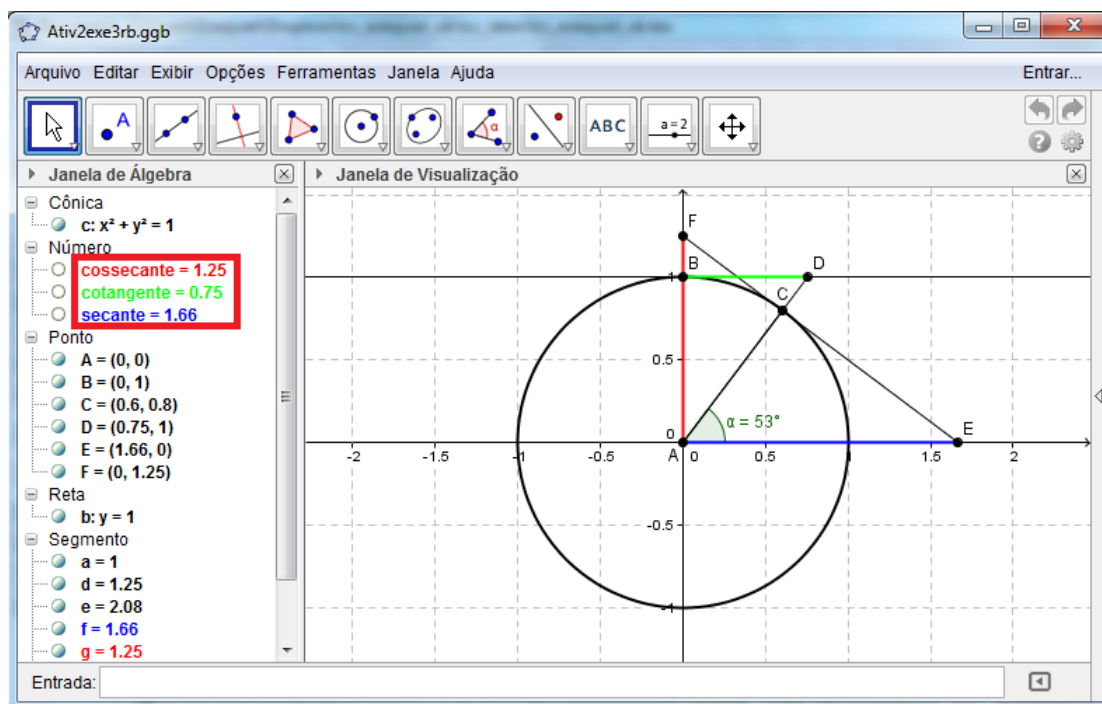 Ativ2exe3rb.ggb
Arquivo Editar Exibir Opções Ferramentas Janela Ajuda Entrar...
A α ABC a=2
Janela de Álgebra
Cônica
c: x² + y² = 1
Número
cossecante = 1.25
cotangente = 0.75
secante = 1.66
Ponto
A = (0, 0)
B = (0, 1)
C = (0.6, 0.8)
D = (0.75, 1)
E = (1.66, 0)
F = (0, 1.25)
Reta
b: y = 1
Segmento
a = 1
d = 1.25
e = 2.08
f = 1.66
g = 1.25
Janela de Visualização
F
B D
1
C
0.5
α = 53°
0 E
-2 -1.5 -1 -0.5 A 0 0.5 1 1.5 2
-0.5
-1
Entrada: